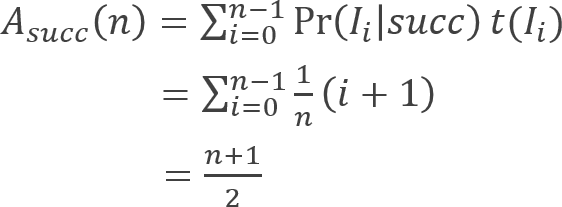 A_succ(n) = ∑_{i=0}^{n−1} Pr(I_i|succ) t(I_i)
= ∑_{i=0}^{n−1} 1/n (i + 1)
= n+1/2